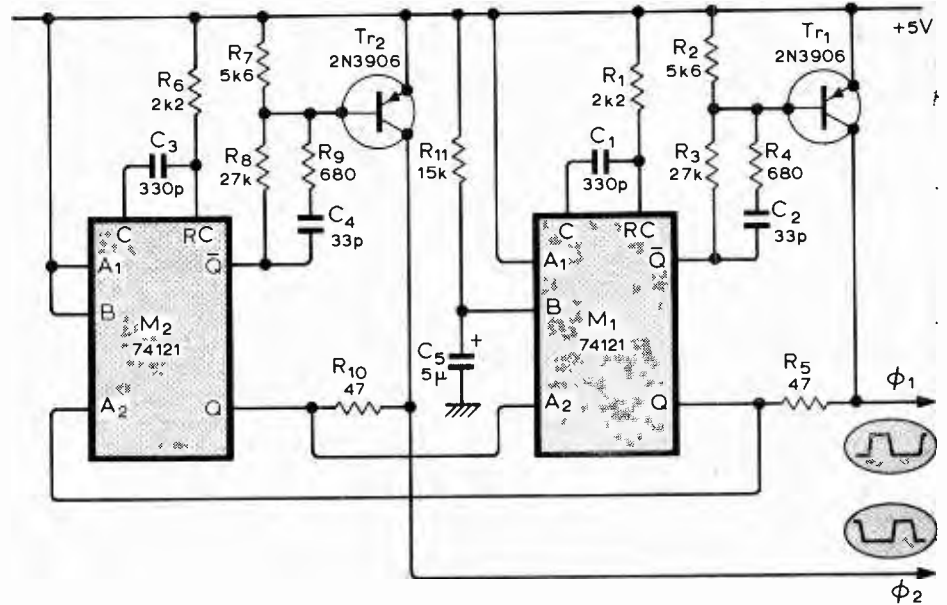 +5V
R7
5k6
Tr2
2N3906
R6
2k2
C3
330p
R8
27k
R9
680
C4
33p
R11
15k
C5
5µ
+
R2
5k6
Tr1
2N3906
R1
2k2
C1
330p
R3
27k
R4
680
C2
33p
C
RC
A1
B
A2
Q̅
Q
M2
74121
R10
47
C
RC
A1
B
A2
Q̅
Q
M1
74121
R5
47
ϕ1
ϕ2